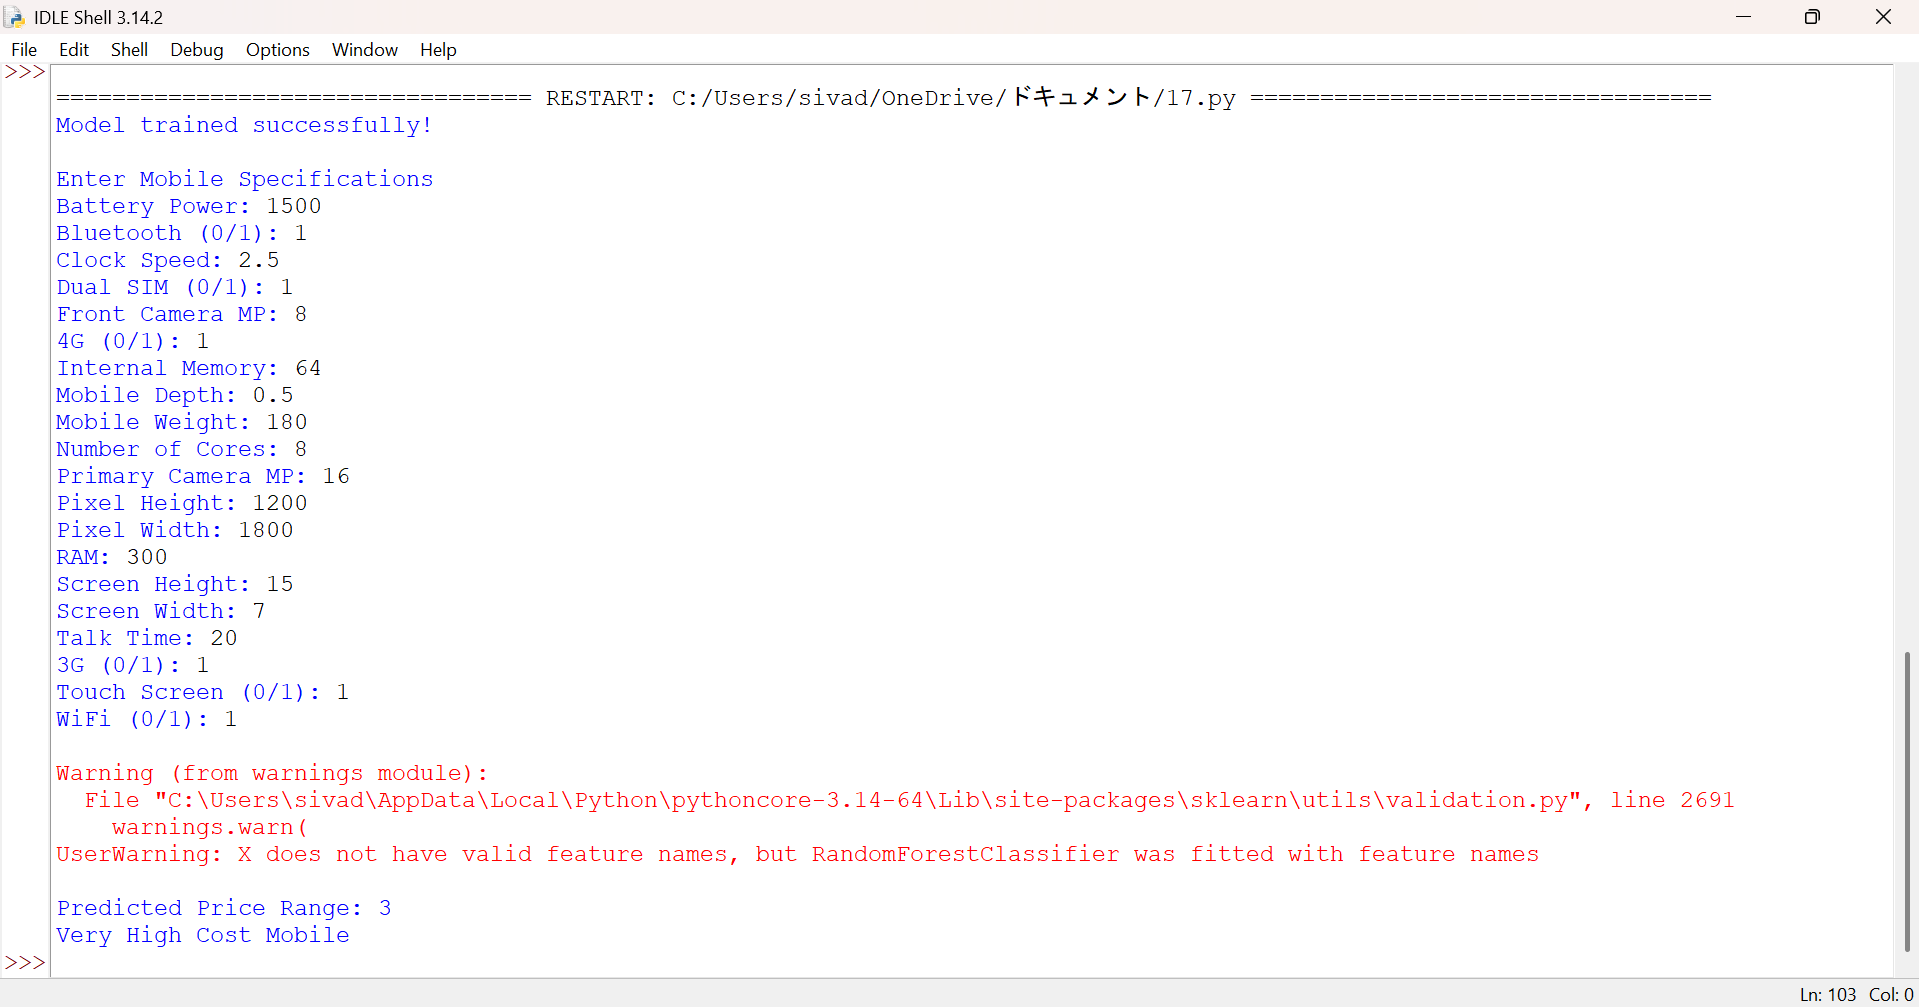 IDLE Shell 3.14.2
File Edit Shell Debug Options Window Help
>>>
================================== RESTART: C:/Users/sivad/OneDrive/ドキュメント/17.py =================================
Model trained successfully!
Enter Mobile Specifications
Battery Power: 1500
Bluetooth (0/1): 1
Clock Speed: 2.5
Dual SIM (0/1): 1
Front Camera MP: 8
4G (0/1): 1
Internal Memory: 64
Mobile Depth: 0.5
Mobile Weight: 180
Number of Cores: 8
Primary Camera MP: 16
Pixel Height: 1200
Pixel Width: 1800
RAM: 300
Screen Height: 15
Screen Width: 7
Talk Time: 20
3G (0/1): 1
Touch Screen (0/1): 1
WiFi (0/1): 1
Warning (from warnings module):
  File "C:\Users\sivad\AppData\Local\Python\pythoncore-3.14-64\Lib\site-packages\sklearn\utils\validation.py", line 2691
    warnings.warn(
UserWarning: X does not have valid feature names, but RandomForestClassifier was fitted with feature names
Predicted Price Range: 3
Very High Cost Mobile
>>>
Ln: 103 Col: 0